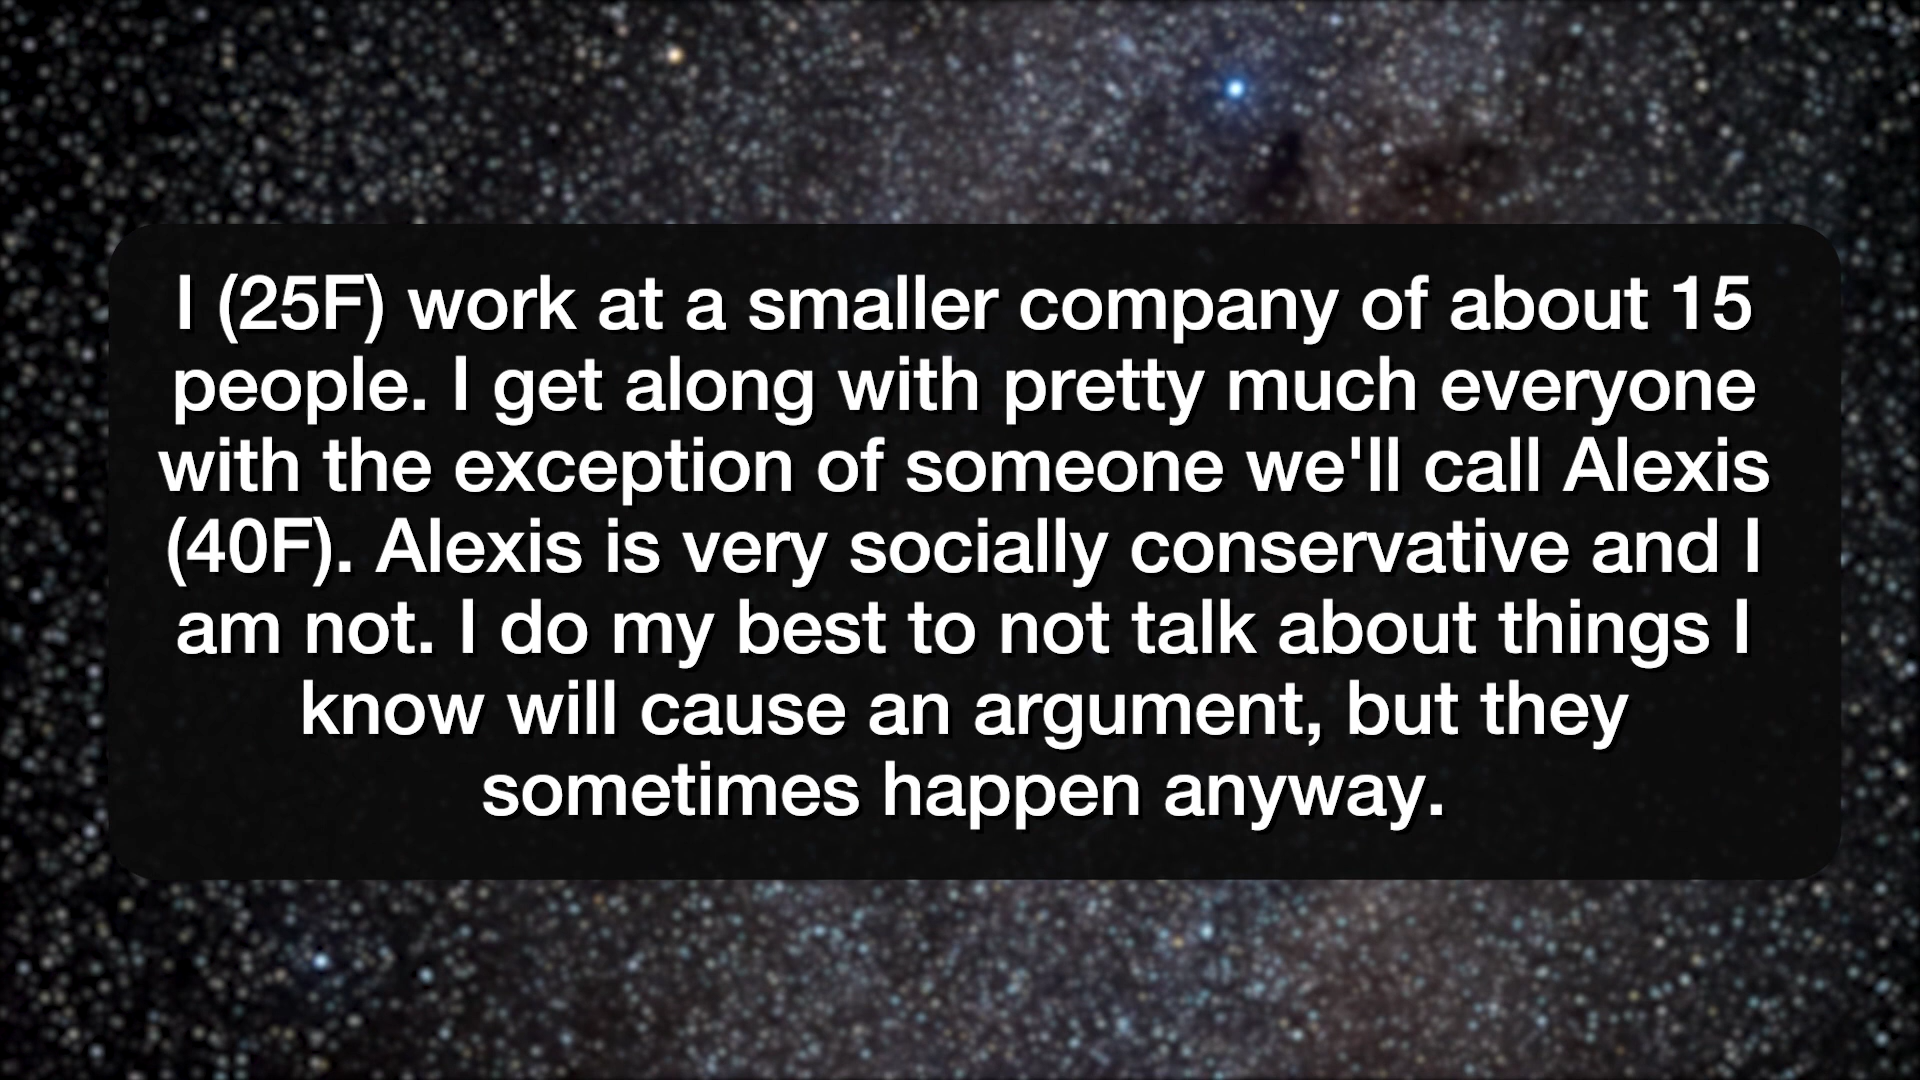 I (25F) work at a smaller company of about 15
people. I get along with pretty much everyone
with the exception of someone we'll call Alexis
(40F). Alexis is very socially conservative and I
am not. I do my best to not talk about things I
know will cause an argument, but they
sometimes happen anyway.